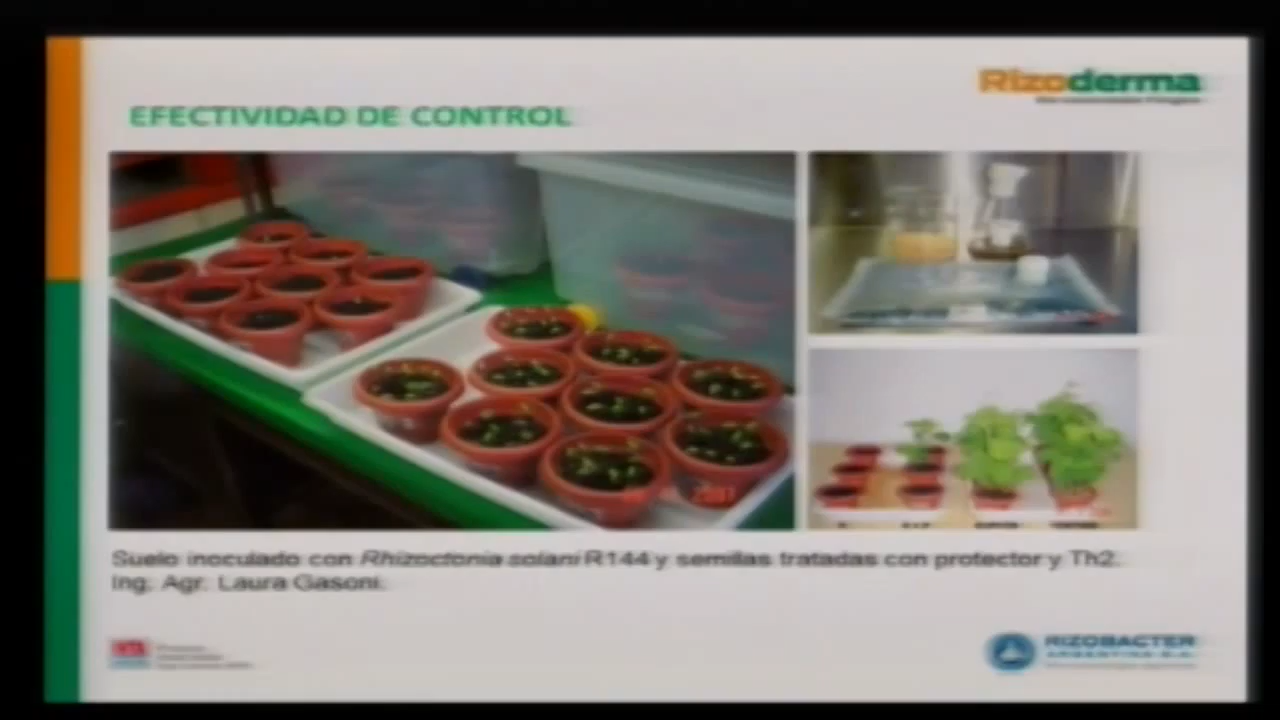 Rizoderma
EFECTIVIDAD DE CONTROL
Suelo inoculado con Rhizoctonia solani R144 y semillas tratadas con protector y Th2.
Ing. Agr. Laura Gasoni.
RIZOBACTER
ARGENTINA S.A.